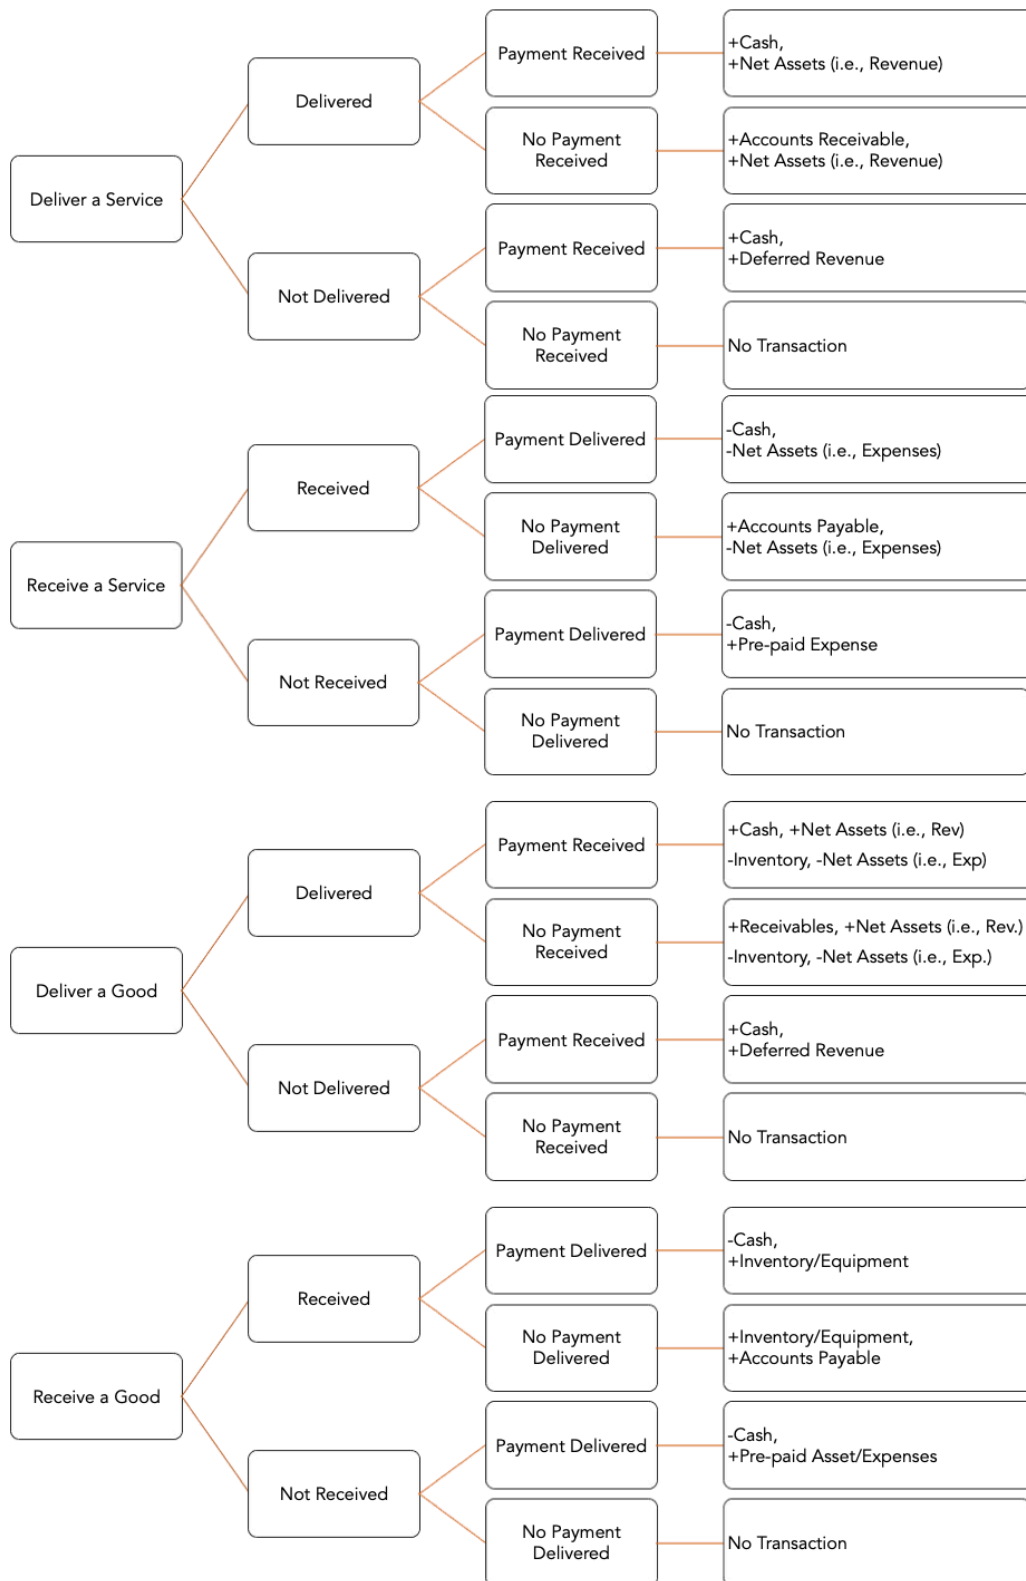 Deliver a Service
Delivered
Payment Received
+Cash,
+Net Assets (i.e., Revenue)
No Payment
Received
+Accounts Receivable,
+Net Assets (i.e., Revenue)
Not Delivered
Payment Received
+Cash,
+Deferred Revenue
No Payment
Received
No Transaction
Receive a Service
Received
Payment Delivered
-Cash,
-Net Assets (i.e., Expenses)
No Payment
Delivered
+Accounts Payable,
-Net Assets (i.e., Expenses)
Not Received
Payment Delivered
-Cash,
+Pre-paid Expense
No Payment
Delivered
No Transaction
Deliver a Good
Delivered
Payment Received
+Cash, +Net Assets (i.e., Rev)
-Inventory, -Net Assets (i.e., Exp)
No Payment
Received
+Receivables, +Net Assets (i.e., Rev.)
-Inventory, -Net Assets (i.e., Exp.)
Not Delivered
Payment Received
+Cash,
+Deferred Revenue
No Payment
Received
No Transaction
Receive a Good
Received
Payment Delivered
-Cash,
+Inventory/Equipment
No Payment
Delivered
+Inventory/Equipment,
+Accounts Payable
Not Received
Payment Delivered
-Cash,
+Pre-paid Asset/Expenses
No Payment
Delivered
No Transaction